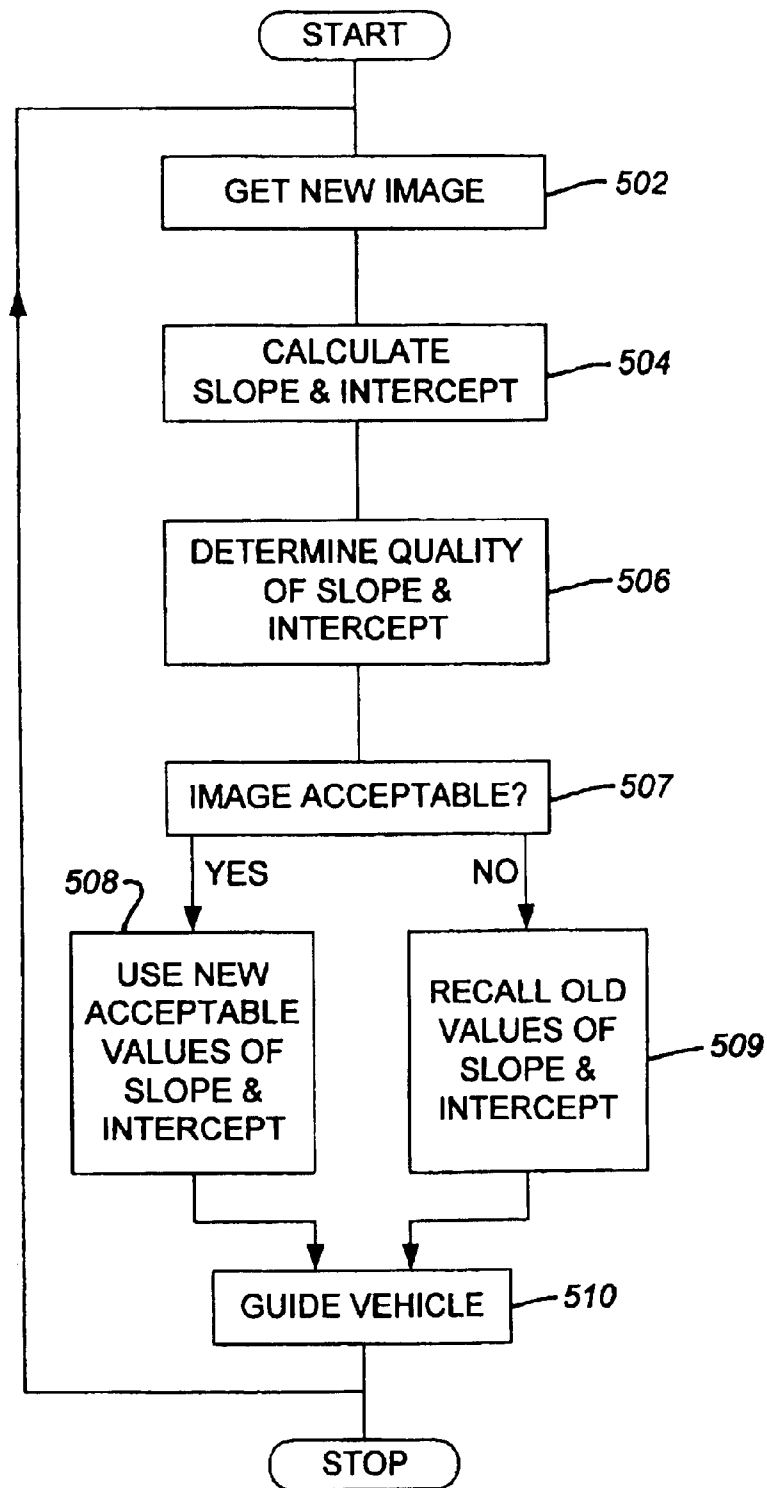 START
GET NEW IMAGE
502
CALCULATE
SLOPE & INTERCEPT
504
DETERMINE QUALITY
OF SLOPE &
INTERCEPT
506
IMAGE ACCEPTABLE?
507
YES
NO
508
USE NEW
ACCEPTABLE
VALUES OF
SLOPE &
INTERCEPT
RECALL OLD
VALUES OF
SLOPE &
INTERCEPT
509
GUIDE VEHICLE
510
STOP